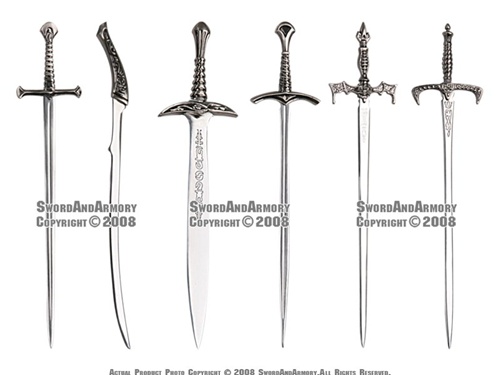 SWORDANDARMORY SWORDANDARMORY SWORDANDARMORY
COPYRIGHT © 2008 COPYRIGHT © 2008 COPYRIGHT © 2008
ACTUAL PRODUCT PHOTO COPYRIGHT © 2008 SWORDANDARMORY.ALL RIGHTS RESERVED.